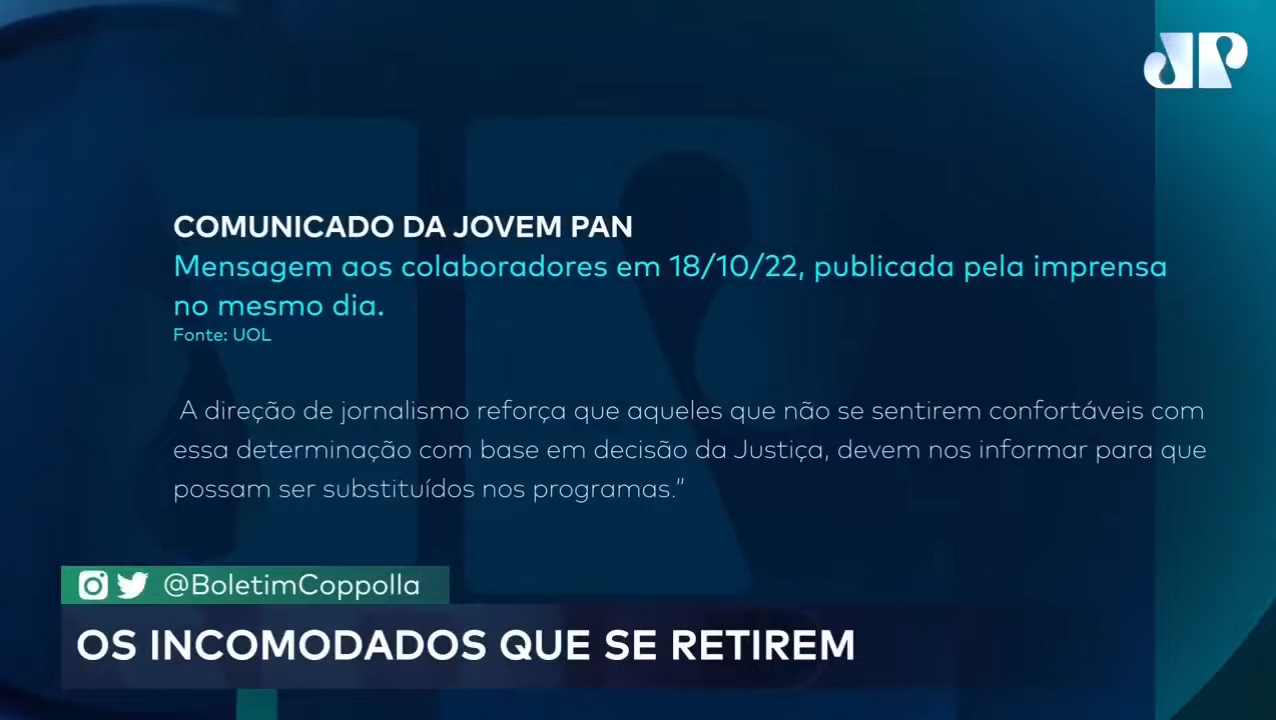 JP
COMUNICADO DA JOVEM PAN
Mensagem aos colaboradores em 18/10/22, publicada pela imprensa
no mesmo dia.
Fonte: UOL
A direção de jornalismo reforça que aqueles que não se sentirem confortáveis com
essa determinação com base em decisão da Justiça, devem nos informar para que
possam ser substituídos nos programas.”
@BoletimCoppolla
OS INCOMODADOS QUE SE RETIREM